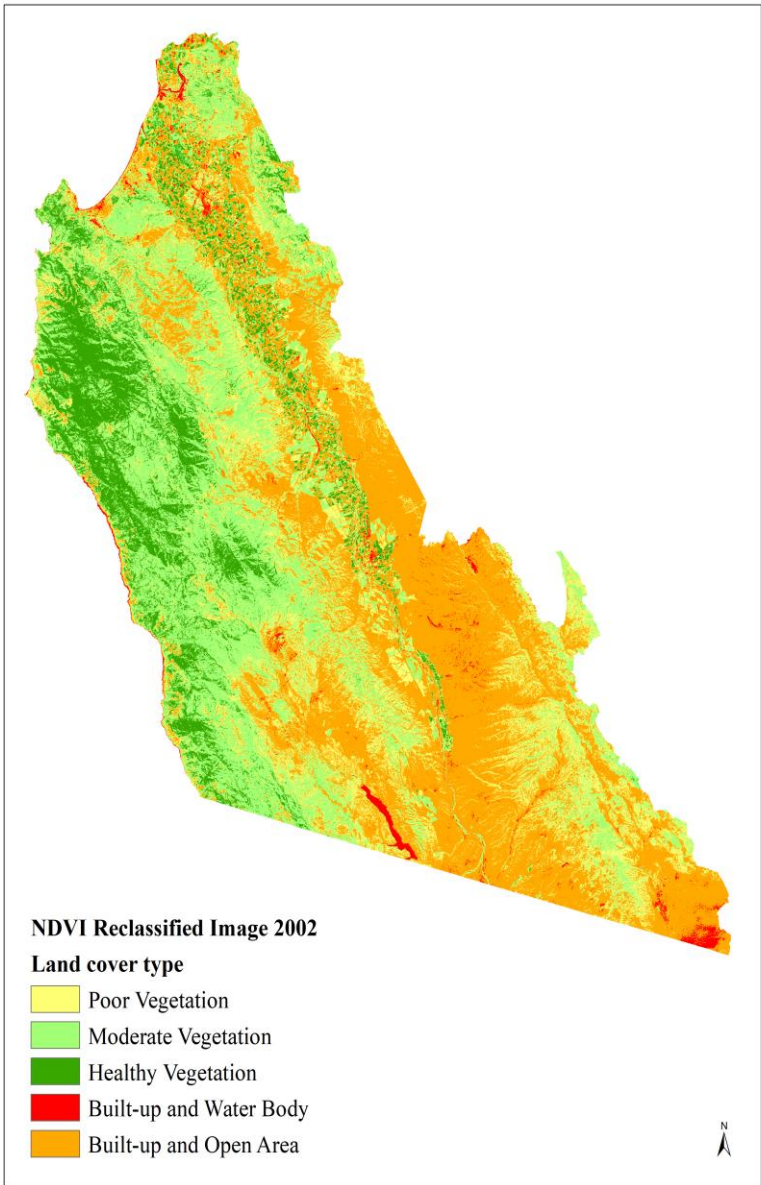 NDVI Reclassified Image 2002
Land cover type
Poor Vegetation
Moderate Vegetation
Healthy Vegetation
Built-up and Water Body
Built-up and Open Area
N